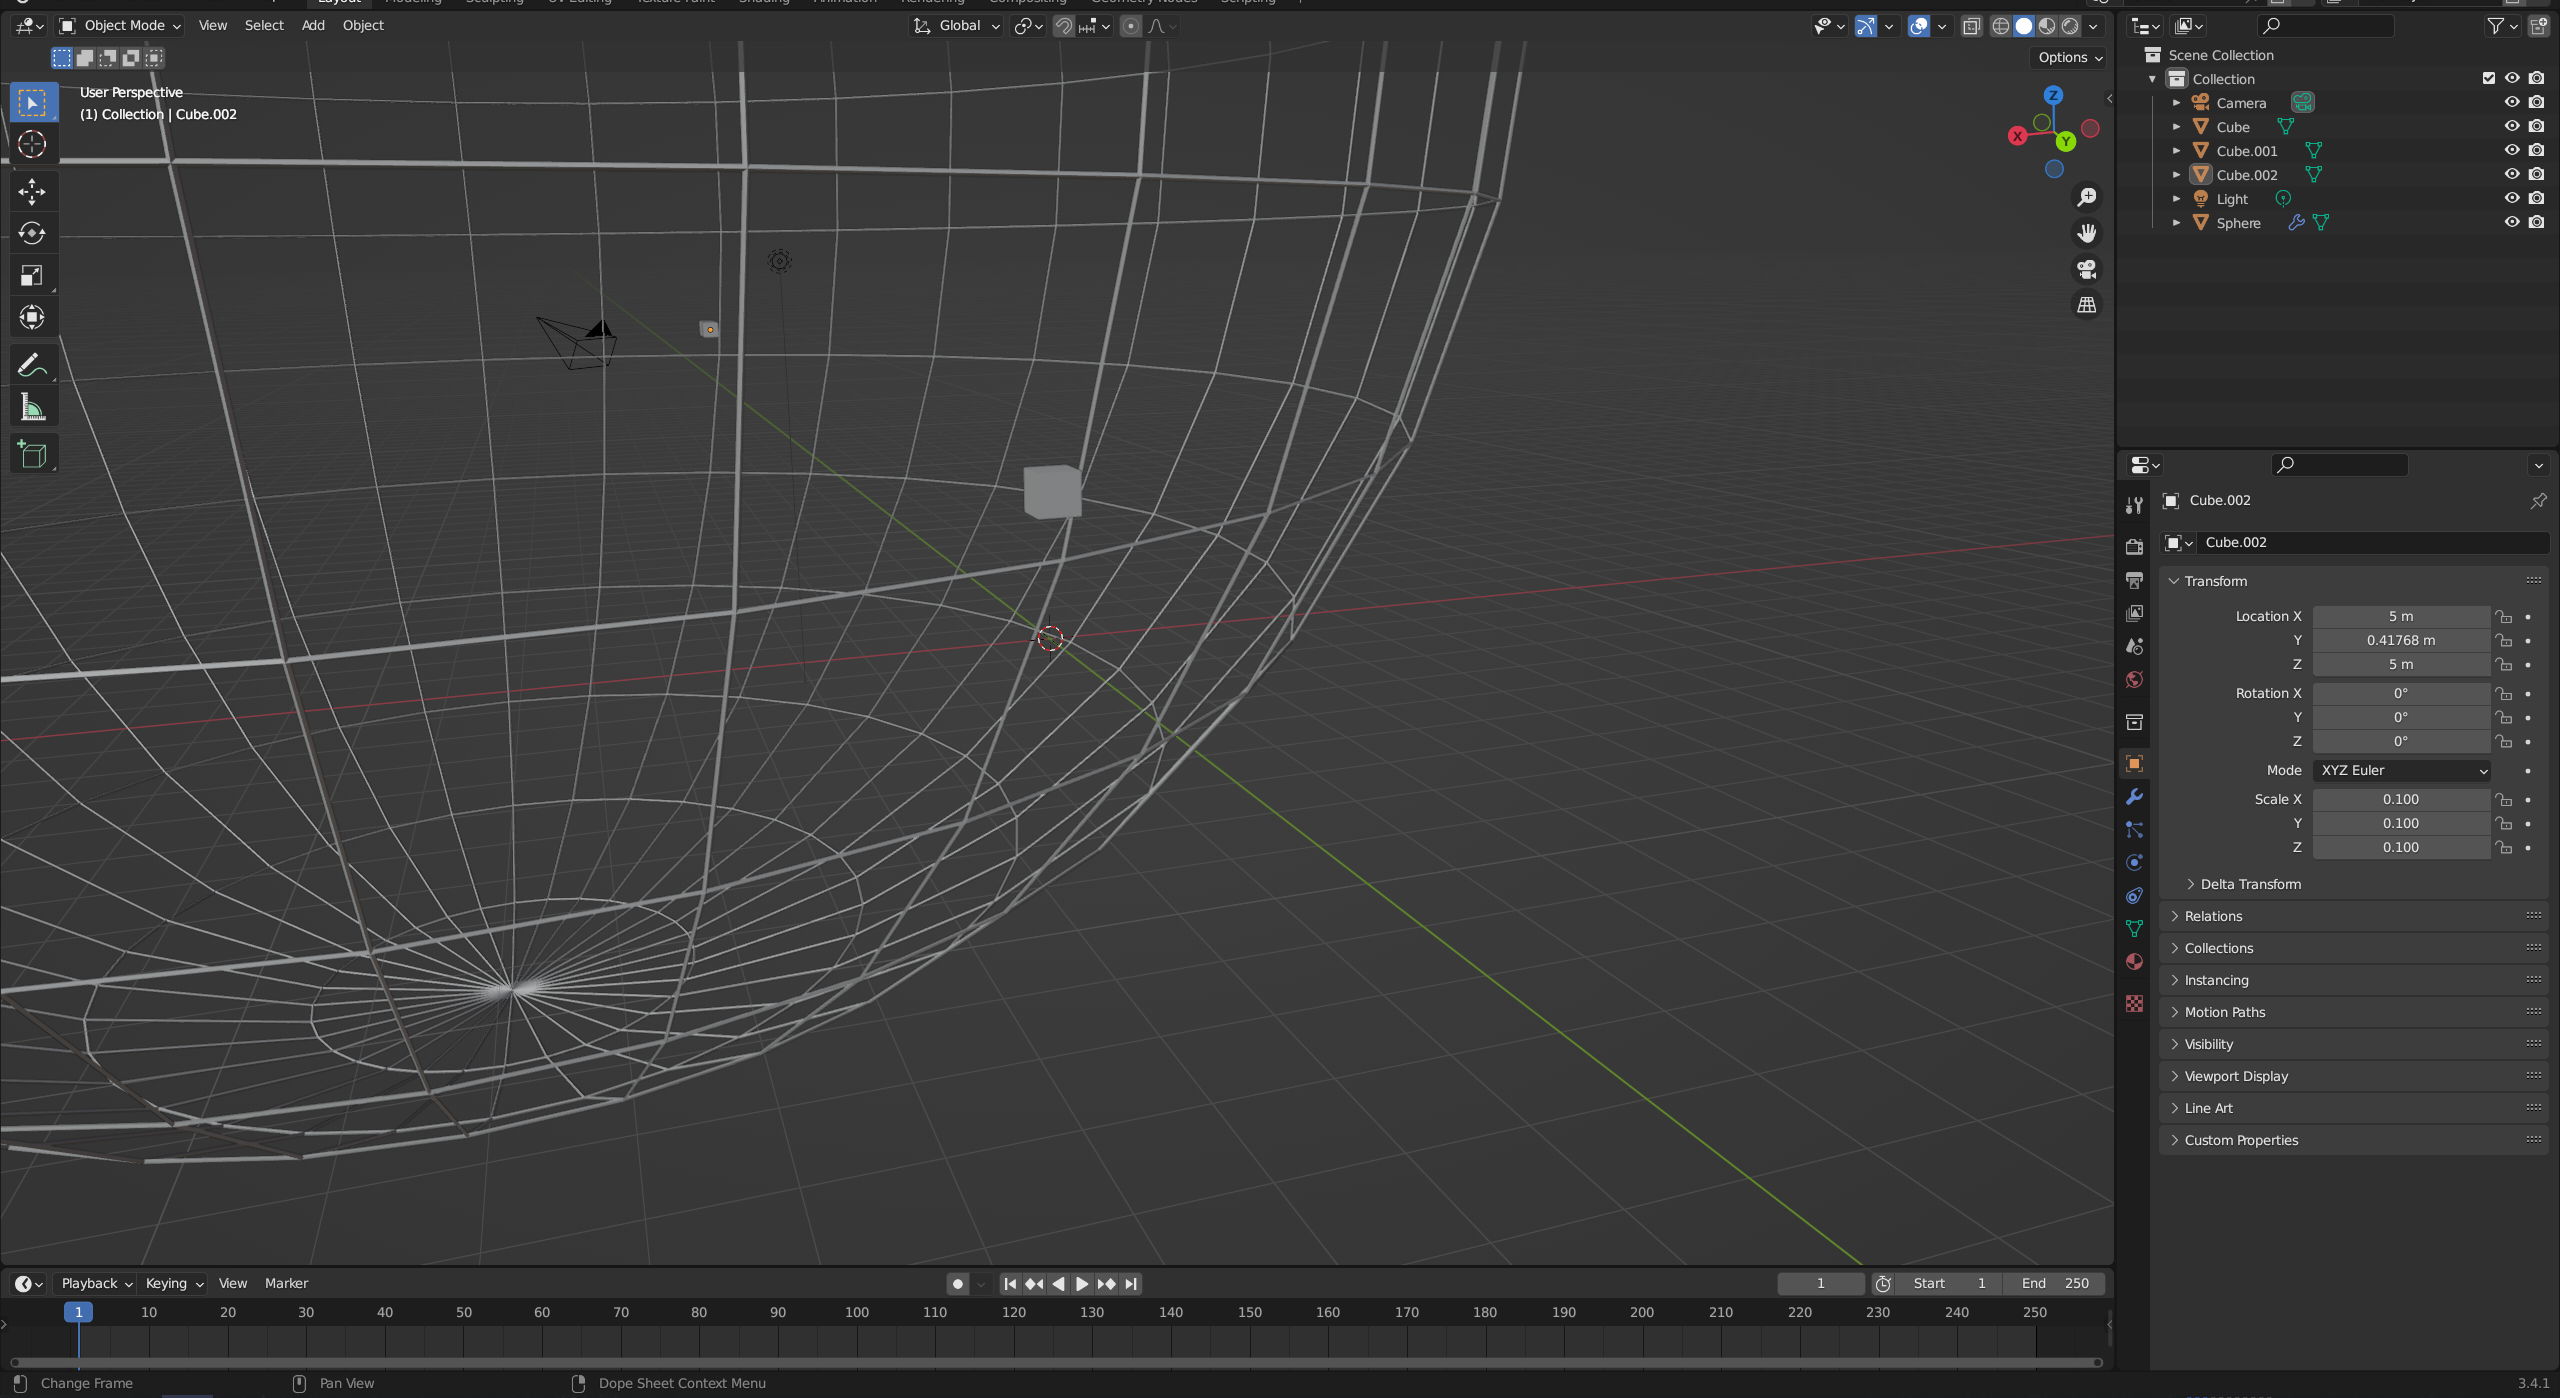 Object Mode View Select Add Object Global
Options
User Perspective
(1) Collection | Cube.002
Z
X
Y
Scene Collection
Collection
Camera
Cube
Cube.001
Cube.002
Light
Sphere
Cube.002
Cube.002
Transform
Location X 5 m
Y 0.41768 m
Z 5 m
Rotation X 0°
Y 0°
Z 0°
Mode XYZ Euler
Scale X 0.100
Y 0.100
Z 0.100
Delta Transform
Relations
Collections
Instancing
Motion Paths
Visibility
Viewport Display
Line Art
Custom Properties
Playback Keying View Marker 1 Start 1 End 250
1 10 20 30 40 50 60 70 80 90 100 110 120 130 140 150 160 170 180 190 200 210 220 230 240 250
Change Frame Pan View Dope Sheet Context Menu 3.4.1